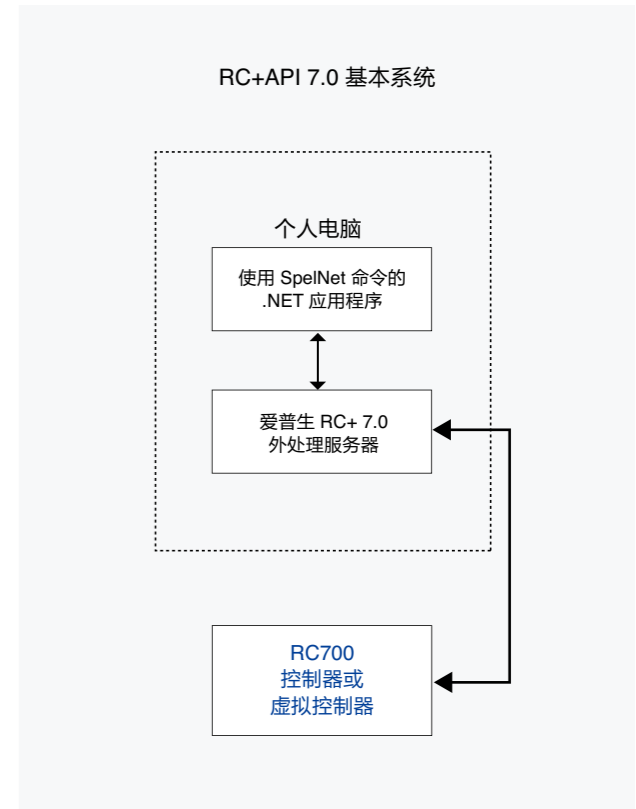 RC+API 7.0 基本系统
个人电脑
使用 SpelNet 命令的
.NET 应用程序
爱普生 RC+ 7.0
外处理服务器
RC700
控制器或
虚拟控制器